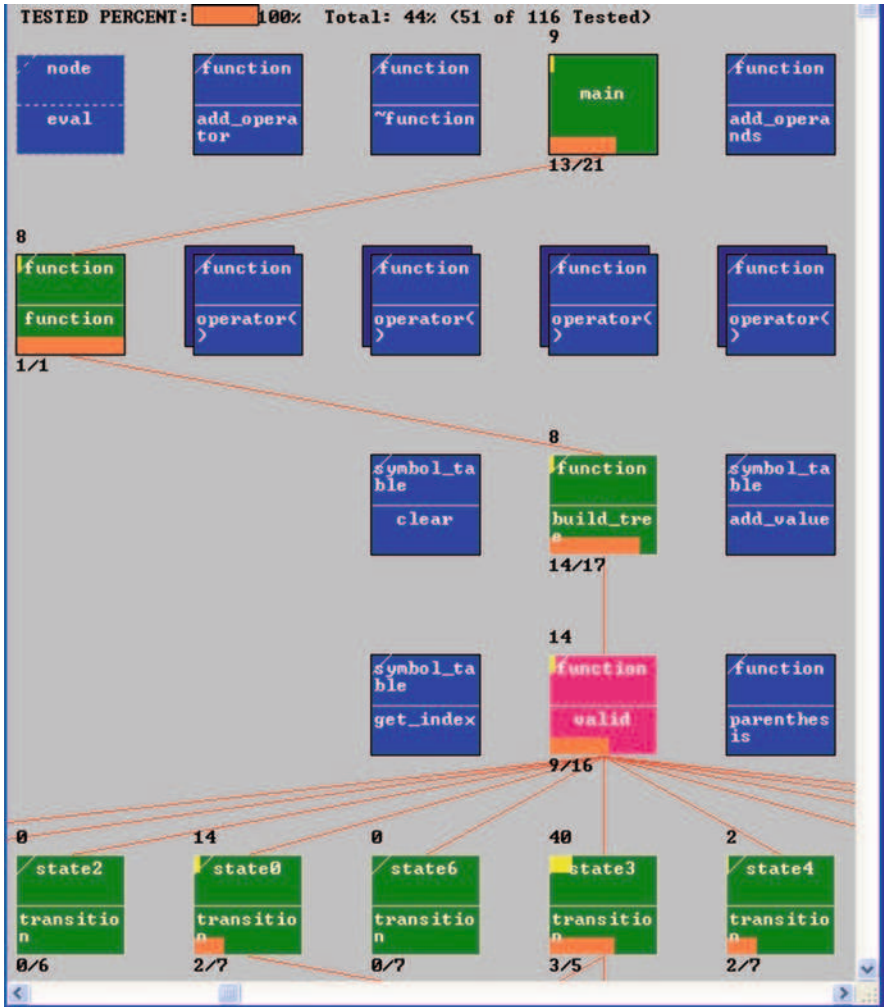 TESTED PERCENT: 100% Total: 44% (51 of 116 Tested)
9
node
eval
function
add_opera
tor
function
~function
main
function
add_opera
nds
13/21
8
function
function
function
operator(
)
function
operator(
)
function
operator(
)
function
operator(
)
1/1
8
symbol_ta
ble
clear
function
build_tre
e
symbol_ta
ble
add_value
14/17
14
symbol_ta
ble
get_index
function
valid
function
parenthes
is
9/16
0
14
0
40
2
state2
transitio
n
state0
transitio
n
state6
transitio
n
state3
transitio
n
state4
transitio
n
0/6
2/7
0/7
3/5
2/7